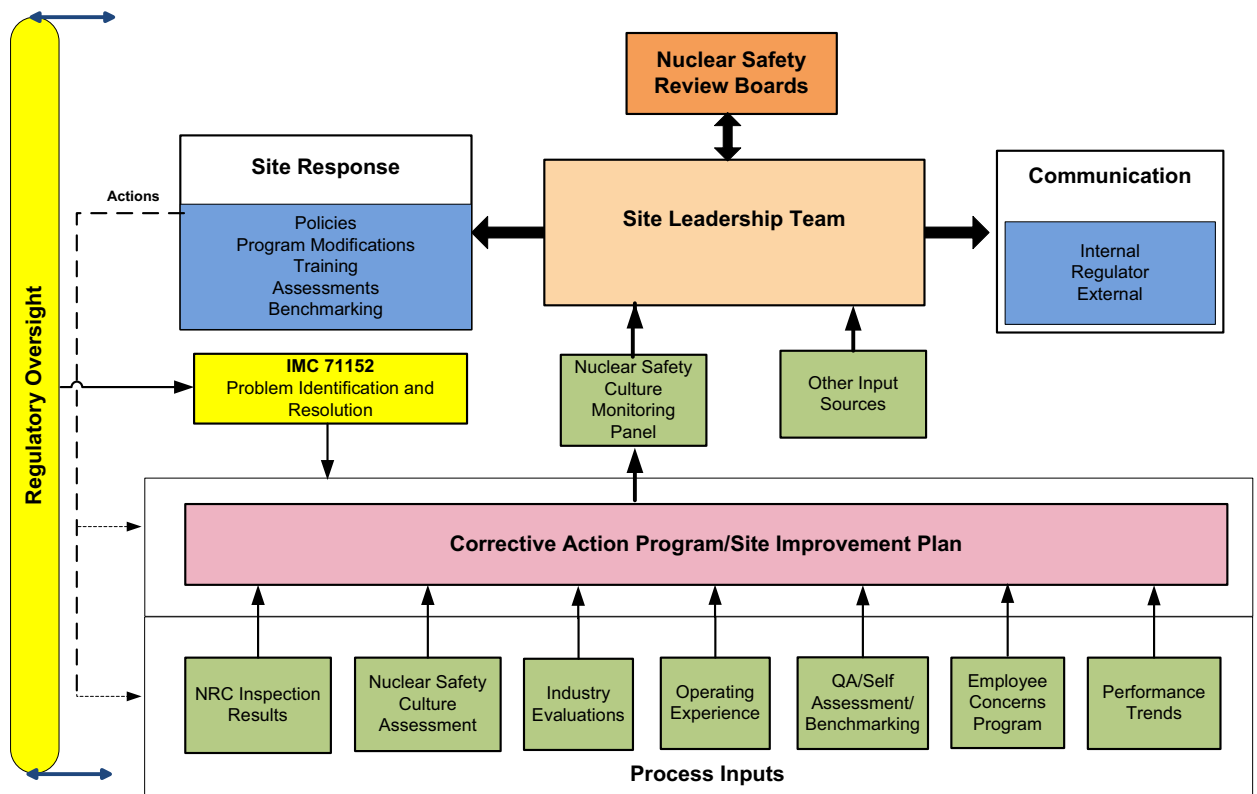 Nuclear Safety
Review Boards
Site Response
Policies
Program Modifications
Training
Assessments
Benchmarking
Actions
Site Leadership Team
Communication
Internal
Regulator
External
Regulatory Oversight
IMC 71152
Problem Identification and
Resolution
Nuclear Safety
Culture
Monitoring
Panel
Other Input
Sources
Corrective Action Program/Site Improvement Plan
NRC Inspection
Results
Nuclear Safety
Culture
Assessment
Industry
Evaluations
Operating
Experience
QA/Self
Assessment/
Benchmarking
Employee
Concerns
Program
Performance
Trends
Process Inputs